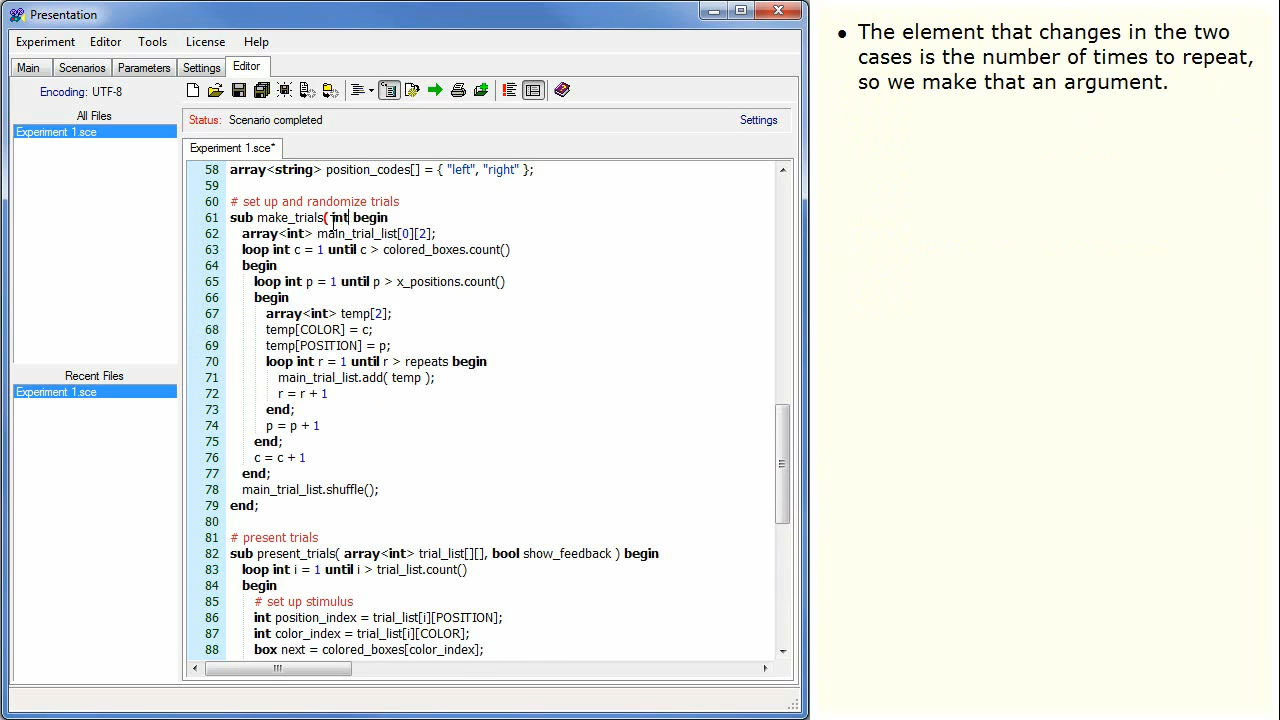 Presentation
Experiment Editor Tools License Help
Main Scenarios Parameters Settings Editor
Encoding: UTF-8
All Files
Experiment 1.sce
Recent Files
Experiment 1.sce
Status: Scenario completed Settings
Experiment 1.sce*
58 array<string> position_codes[] = { "left", "right" };
59
60 # set up and randomize trials
61 sub make_trials( int begin
62 array<int> main_trial_list[0][2];
63 loop int c = 1 until c > colored_boxes.count()
64 begin
65 loop int p = 1 until p > x_positions.count()
66 begin
67 array<int> temp[2];
68 temp[COLOR] = c;
69 temp[POSITION] = p;
70 loop int r = 1 until r > repeats begin
71 main_trial_list.add( temp );
72 r = r + 1
73 end;
74 p = p + 1
75 end;
76 c = c + 1
77 end;
78 main_trial_list.shuffle();
79 end;
80
81 # present trials
82 sub present_trials( array<int> trial_list[][], bool show_feedback ) begin
83 loop int i = 1 until i > trial_list.count()
84 begin
85 # set up stimulus
86 int position_index = trial_list[i][POSITION];
87 int color_index = trial_list[i][COLOR];
88 box next = colored_boxes[color_index];
• The element that changes in the two
cases is the number of times to repeat,
so we make that an argument.